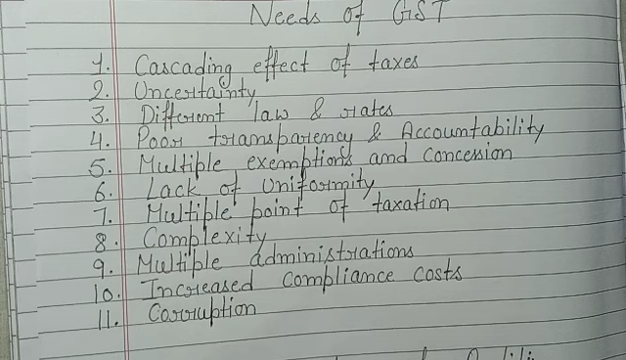 Needs of GST
1. Cascading effect of taxes
2. Uncertainty
3. Different law & rates
4. Poor transparency & Accountability
5. Multiple exemptions and concession
6. Lack of Uniformity
7. Multiple point of taxation
8. Complexity
9. Multiple administrations
10. Increased compliance costs
11. Corruption